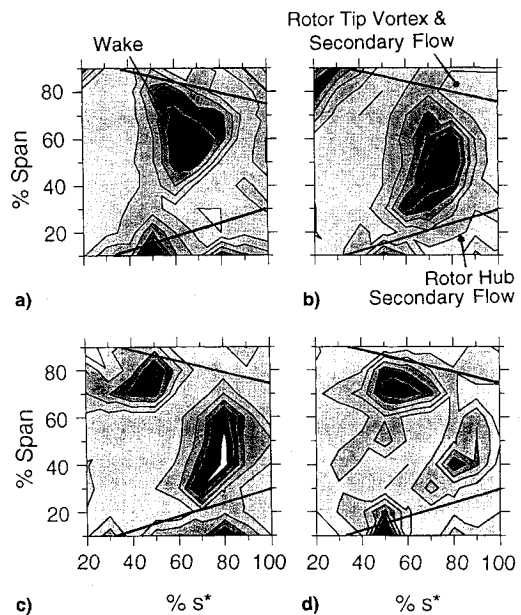 Rotor Tip Vortex &
Secondary Flow
Wake
% Span
80
60
40
20
a)
b)
Rotor Hub
Secondary Flow
% Span
80
60
40
20
20 40 60 80 100
20 40 60 80 100
c)
% S*
d)
% S*